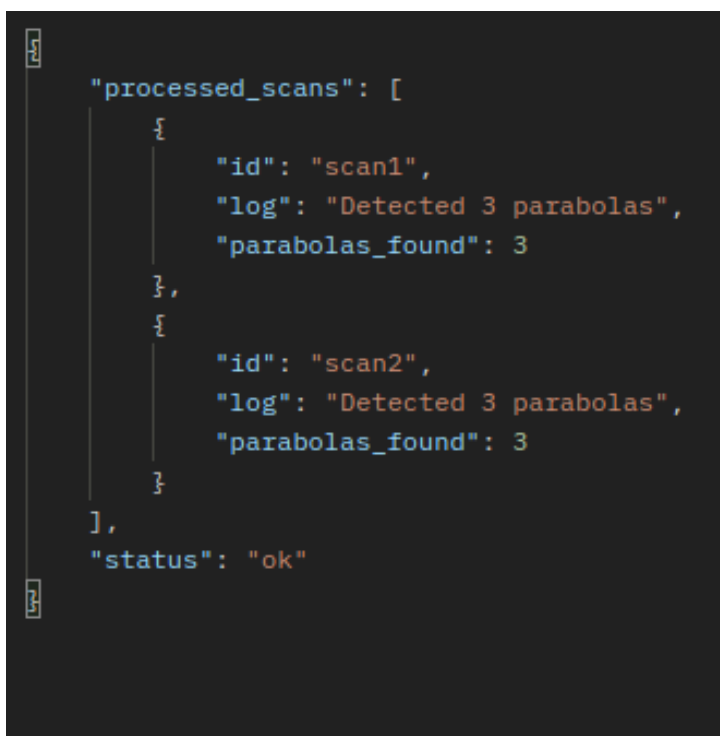 {
    "processed_scans": [
        {
            "id": "scan1",
            "log": "Detected 3 parabolas",
            "parabolas_found": 3
        },
        {
            "id": "scan2",
            "log": "Detected 3 parabolas",
            "parabolas_found": 3
        }
    ],
    "status": "ok"
}